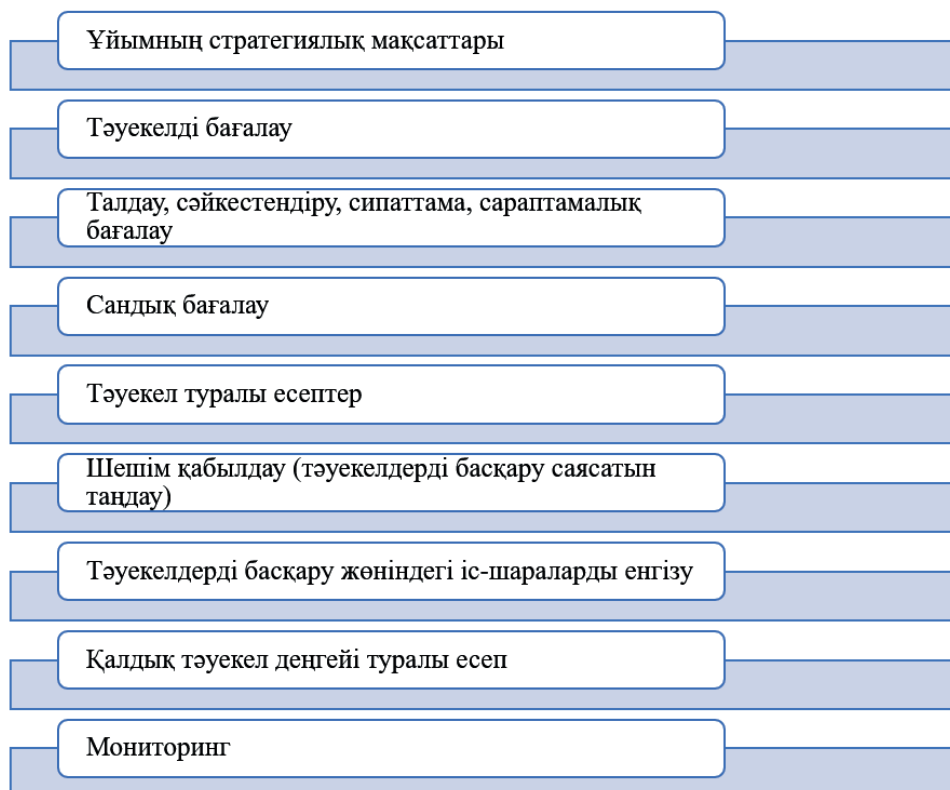 Ұйымның стратегиялық мақсаттары
Тәуекелді бағалау
Талдау, сәйкестендіру, сипаттама, сараптамалық
бағалау
Сандық бағалау
Тәуекел туралы есептер
Шешім қабылдау (тәуекелдерді басқару саясатын
таңдау)
Тәуекелдерді басқару жөніндегі іс-шараларды енгізу
Қалдық тәуекел деңгейі туралы есеп
Мониторинг